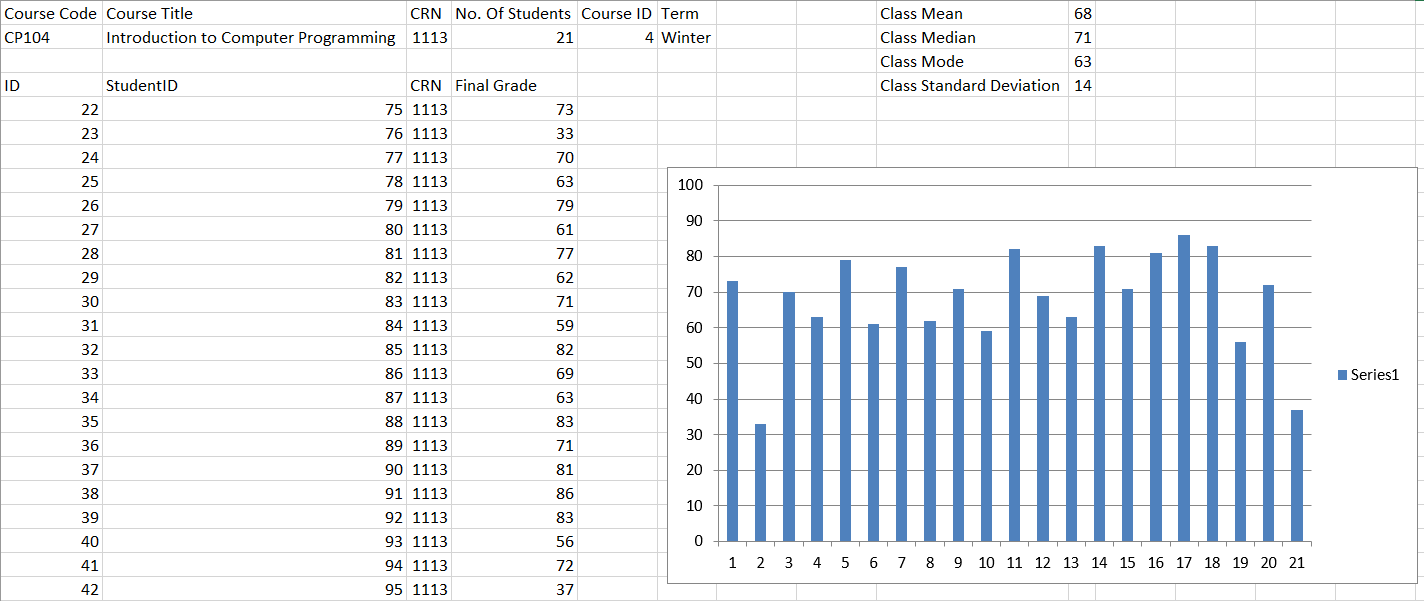 Course Code Course Title CRN No. Of Students Course ID Term Class Mean 68
CP104 Introduction to Computer Programming 1113 21 4 Winter Class Median 71
Class Mode 63
ID StudentID CRN Final Grade Class Standard Deviation 14
22 75 1113 73
23 76 1113 33
24 77 1113 70
25 78 1113 63
26 79 1113 79
27 80 1113 61
28 81 1113 77
29 82 1113 62
30 83 1113 71
31 84 1113 59
32 85 1113 82
33 86 1113 69
34 87 1113 63
35 88 1113 83
36 89 1113 71
37 90 1113 81
38 91 1113 86
39 92 1113 83
40 93 1113 56
41 94 1113 72
42 95 1113 37
100
90
80
70
60
50
40
30
20
10
0
1 2 3 4 5 6 7 8 9 10 11 12 13 14 15 16 17 18 19 20 21
Series1